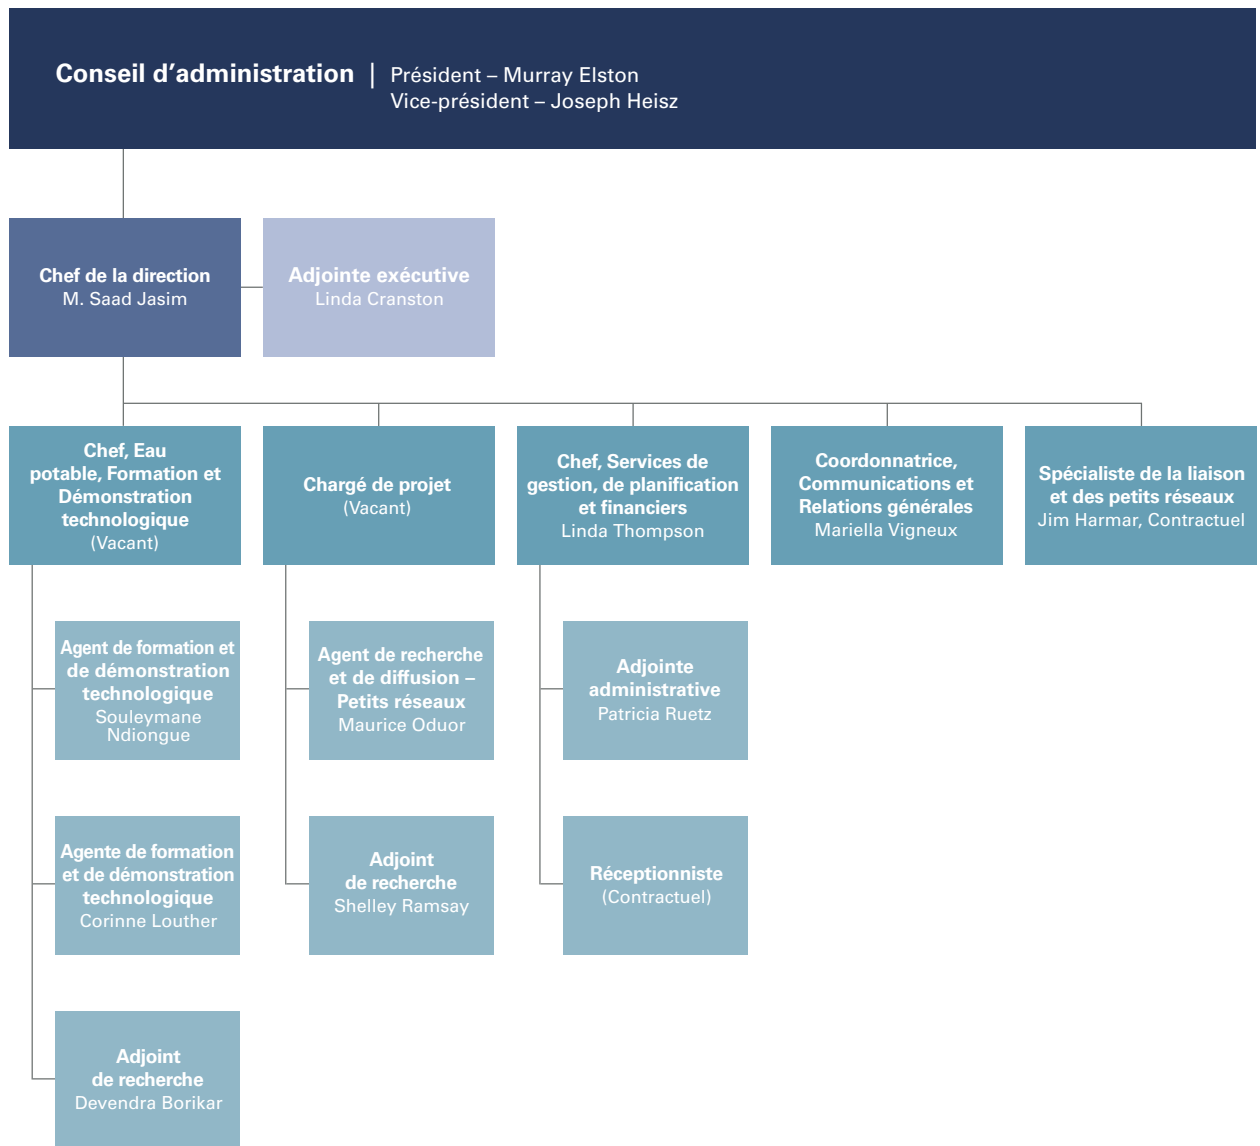 Conseil d’administration | Président – Murray Elston
Vice-président – Joseph Heisz
Chef de la direction
M. Saad Jasim
Adjointe exécutive
Linda Cranston
Chef, Eau
potable, Formation et
Démonstration
technologique
(Vacant)
Chargé de projet
(Vacant)
Chef, Services de
gestion, de planification
et financiers
Linda Thompson
Coordonnatrice,
Communications et
Relations générales
Mariella Vigneux
Spécialiste de la liaison
et des petits réseaux
Jim Harmar, Contractuel
Agent de formation et
de démonstration
technologique
Souleymane
Ndiongue
Agent de recherche
et de diffusion –
Petits réseaux
Maurice Oduor
Adjointe
administrative
Patricia Ruetz
Agente de formation
et de démonstration
technologique
Corinne Louther
Adjoint
de recherche
Shelley Ramsay
Réceptionniste
(Contractuel)
Adjoint
de recherche
Devendra Borikar